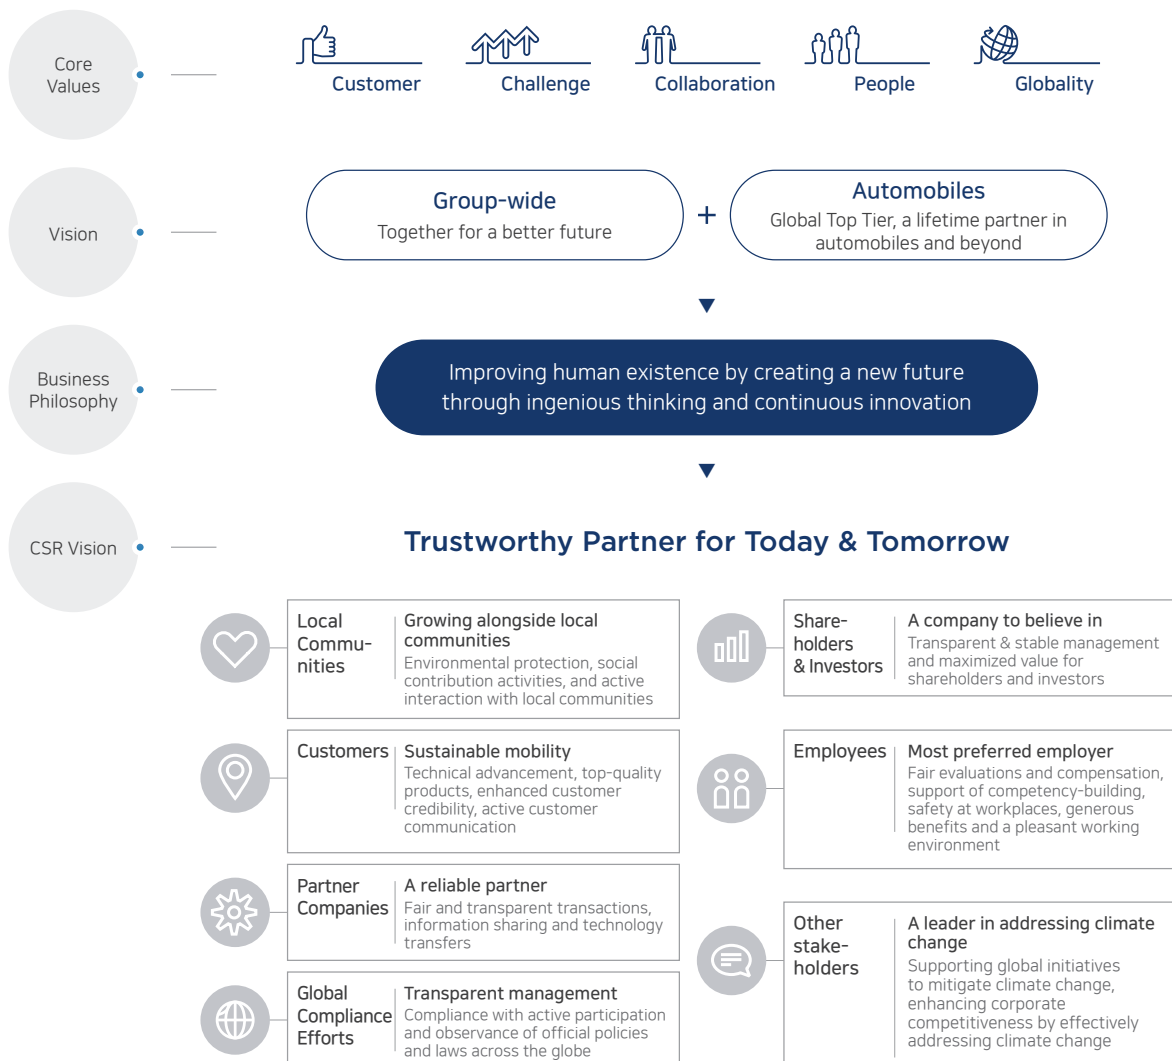 Core
Values
Customer
Challenge
Collaboration
People
Globality
Vision
Group-wide
Together for a better future
+
Automobiles
Global Top Tier, a lifetime partner in
automobiles and beyond
Business
Philosophy
Improving human existence by creating a new future
through ingenious thinking and continuous innovation
CSR Vision
Trustworthy Partner for Today & Tomorrow
Local
Commu-
nities
Growing alongside local
communities
Environmental protection, social
contribution activities, and active
interaction with local communities
Customers
Sustainable mobility
Technical advancement, top-quality
products, enhanced customer
credibility, active customer
communication
Partner
Companies
A reliable partner
Fair and transparent transactions,
information sharing and technology
transfers
Global
Compliance
Efforts
Transparent management
Compliance with active participation
and observance of official policies
and laws across the globe
Share-
holders
& Investors
A company to believe in
Transparent & stable management
and maximized value for
shareholders and investors
Employees
Most preferred employer
Fair evaluations and compensation,
support of competency-building,
safety at workplaces, generous
benefits and a pleasant working
environment
Other
stake-
holders
A leader in addressing climate
change
Supporting global initiatives
to mitigate climate change,
enhancing corporate
competitiveness by effectively
addressing climate change